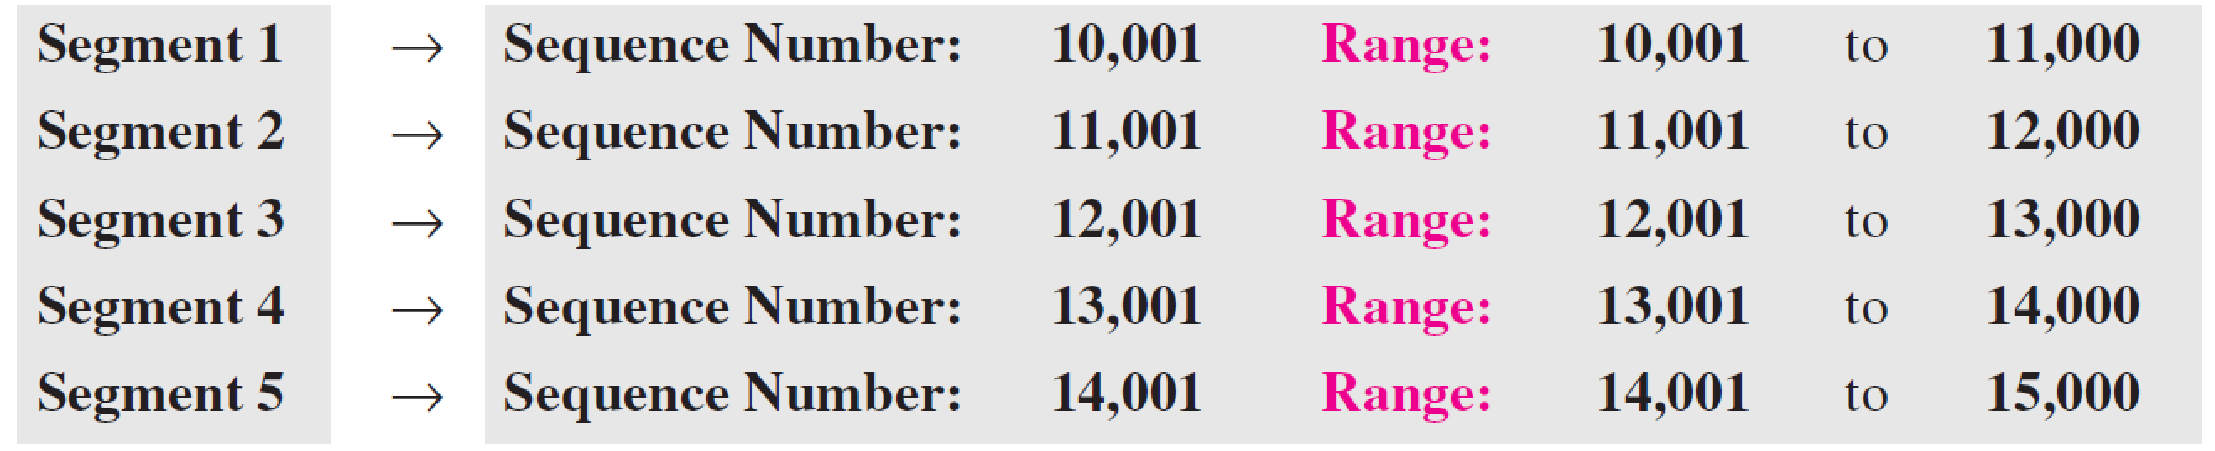 Segment 1 → Sequence Number: 10,001 Range: 10,001 to 11,000
Segment 2 → Sequence Number: 11,001 Range: 11,001 to 12,000
Segment 3 → Sequence Number: 12,001 Range: 12,001 to 13,000
Segment 4 → Sequence Number: 13,001 Range: 13,001 to 14,000
Segment 5 → Sequence Number: 14,001 Range: 14,001 to 15,000